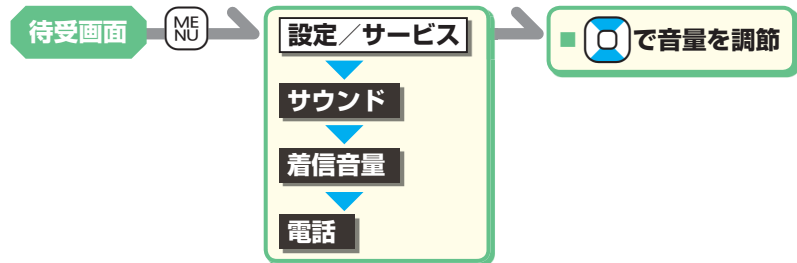 待受画面
ME
NU
設定／サービス
サウンド
着信音量
電話
■ で音量を調節